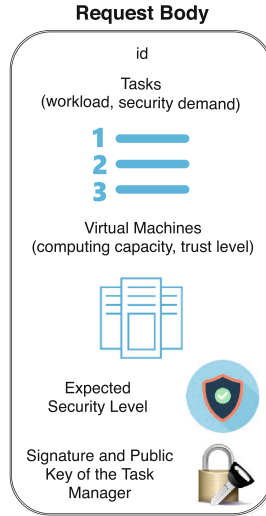 Request Body
id
Tasks
(workload, security demand)
1
2
3
Virtual Machines
(computing capacity, trust level)
Expected
Security Level
Signature and Public
Key of the Task
Manager